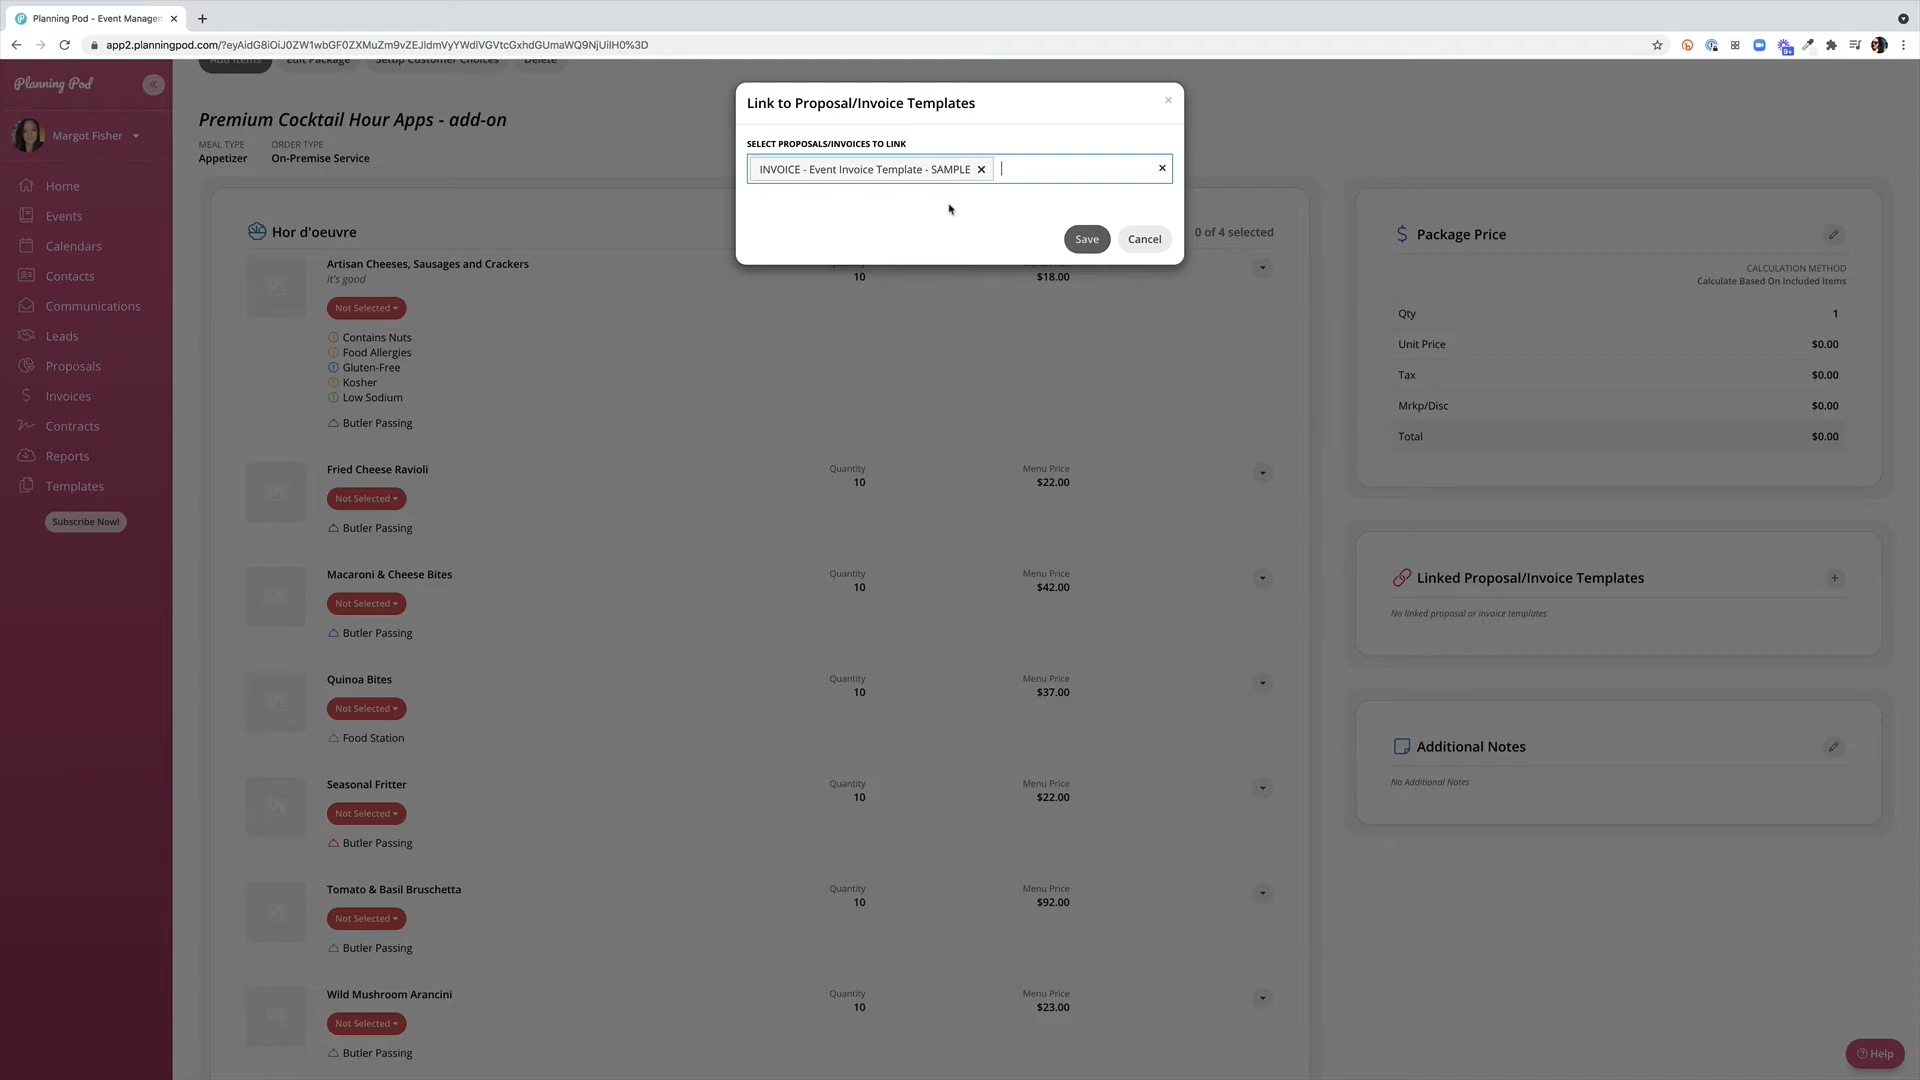 Planning Pod - Event Managem
app2.planningpod.com/?eyAidG8iOiJ0ZW1wbGF0ZXMuZm9vZEJldmVyYWdlVGVtcGxhdGUmaWQ9NjUiIH0%3D
9+
Add Items
Edit Package
Setup Customer Choices
Delete
Planning Pod
Margot Fisher
Home
Events
Calendars
Contacts
Communications
Leads
Proposals
Invoices
Contracts
Reports
Templates
Subscribe Now!
Premium Cocktail Hour Apps - add-on
MEAL TYPE
ORDER TYPE
Appetizer
On-Premise Service
Link to Proposal/Invoice Templates
SELECT PROPOSALS/INVOICES TO LINK
INVOICE - Event Invoice Template - SAMPLE
Save
Cancel
Hor d'oeuvre
0 of 4 selected
Artisan Cheeses, Sausages and Crackers
it's good
10
$18.00
Not Selected
Contains Nuts
Food Allergies
Gluten-Free
Kosher
Low Sodium
Butler Passing
Fried Cheese Ravioli
Quantity
Menu Price
10
$22.00
Not Selected
Butler Passing
Macaroni & Cheese Bites
Quantity
Menu Price
10
$42.00
Not Selected
Butler Passing
Quinoa Bites
Quantity
Menu Price
10
$37.00
Not Selected
Food Station
Seasonal Fritter
Quantity
Menu Price
10
$22.00
Not Selected
Butler Passing
Tomato & Basil Bruschetta
Quantity
Menu Price
10
$92.00
Not Selected
Butler Passing
Wild Mushroom Arancini
Quantity
Menu Price
10
$23.00
Not Selected
Butler Passing
Package Price
CALCULATION METHOD
Calculate Based On Included Items
Qty
1
Unit Price
$0.00
Tax
$0.00
Mrkp/Disc
$0.00
Total
$0.00
Linked Proposal/Invoice Templates
No linked proposal or invoice templates
Additional Notes
No Additional Notes
Help